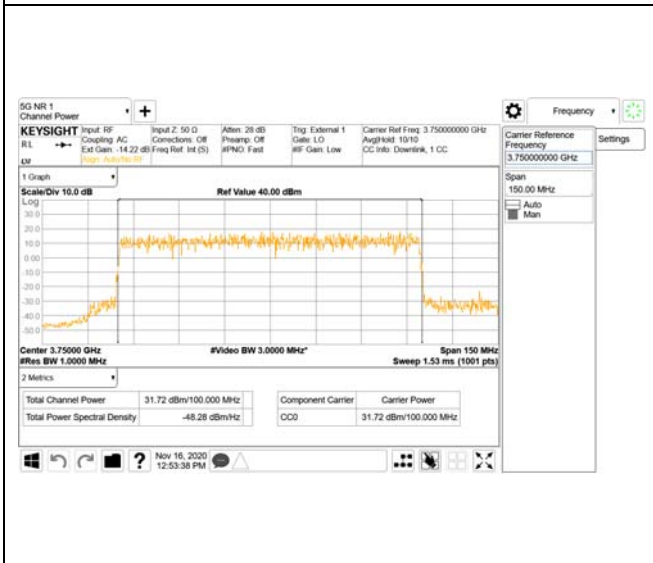 5G NR 1
Channel Power
Frequency
KEYSIGHT
RL
Input: RF
Coupling: AC
Ext Gain: -14.22 dB
Align: Auto/No RF
Input Z: 50 Ω
Corrections: Off
Freq Ref: Int (S)
Atten: 28 dB
Preamp: Off
#PNO: Fast
Trig: External 1
Gate: LO
#IF Gain: Low
Carrier Ref Freq: 3.750000000 GHz
Avg|Hold: 10/10
CC Info: Downlink, 1 CC
Carrier Reference
Frequency
3.750000000 GHz
Settings
Span
150.00 MHz
Auto
Man
1 Graph
Scale/Div 10.0 dB
Ref Value 40.00 dBm
Log
30.0
20.0
10.0
0.00
-10.0
-20.0
-30.0
-40.0
-50.0
Center 3.75000 GHz
#Video BW 3.0000 MHz*
Span 150 MHz
#Res BW 1.0000 MHz
Sweep 1.53 ms (1001 pts)
2 Metrics
Total Channel Power 31.72 dBm/100.000 MHz
Total Power Spectral Density -48.28 dBm/Hz
Component Carrier Carrier Power
CC0 31.72 dBm/100.000 MHz
?
Nov 16, 2020
12:53:38 PM